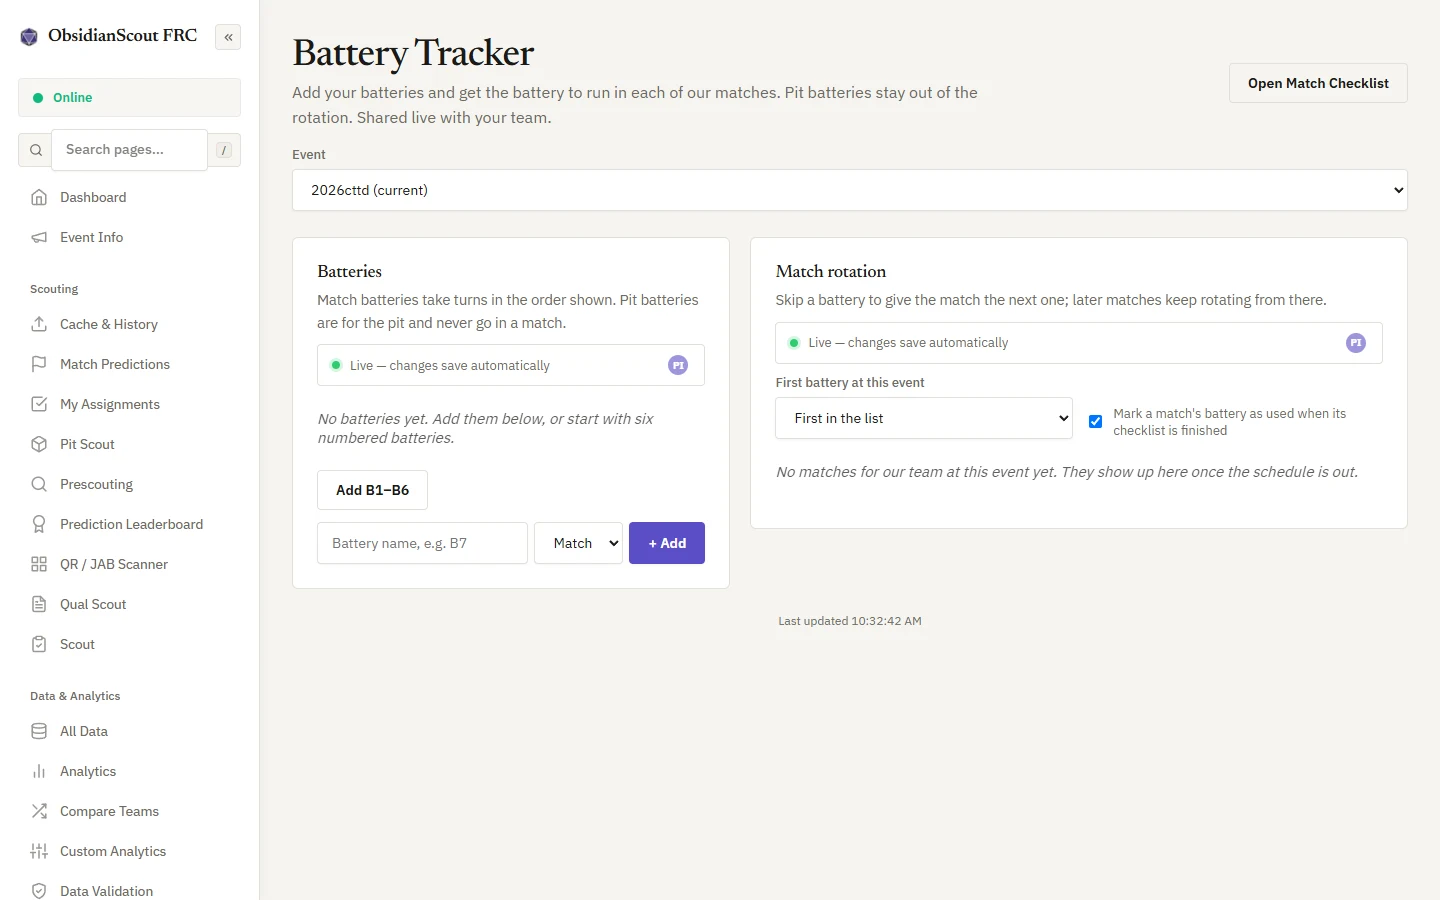 ObsidianScout FRC
«
Online
Search pages...
/
Dashboard
Event Info
Scouting
Cache & History
Match Predictions
My Assignments
Pit Scout
Prescouting
Prediction Leaderboard
QR / JAB Scanner
Qual Scout
Scout
Data & Analytics
All Data
Analytics
Compare Teams
Custom Analytics
Data Validation
Battery Tracker
Add your batteries and get the battery to run in each of our matches. Pit batteries stay out of the
rotation. Shared live with your team.
Open Match Checklist
Event
2026cttd (current)
Batteries
Match batteries take turns in the order shown. Pit batteries
are for the pit and never go in a match.
Live — changes save automatically
PI
No batteries yet. Add them below, or start with six
numbered batteries.
Add B1–B6
Battery name, e.g. B7
Match
+ Add
Match rotation
Skip a battery to give the match the next one; later matches keep rotating from there.
Live — changes save automatically
PI
First battery at this event
First in the list
Mark a match's battery as used when its
checklist is finished
No matches for our team at this event yet. They show up here once the schedule is out.
Last updated 10:32:42 AM